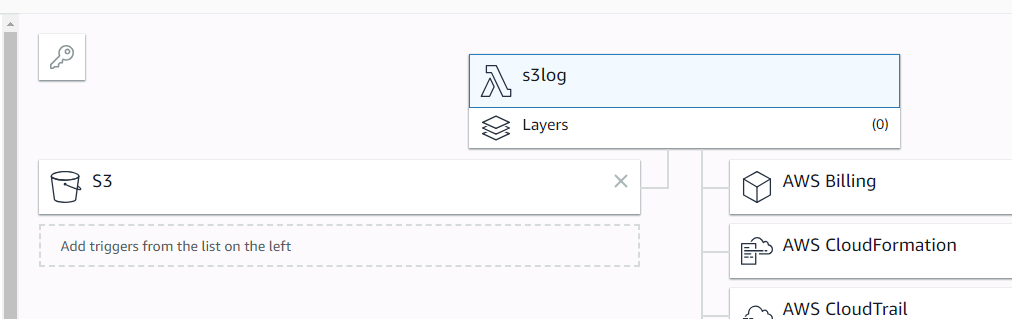 s3log
Layers (0)
S3
Add triggers from the list on the left
AWS Billing
AWS CloudFormation
AWS CloudTrail